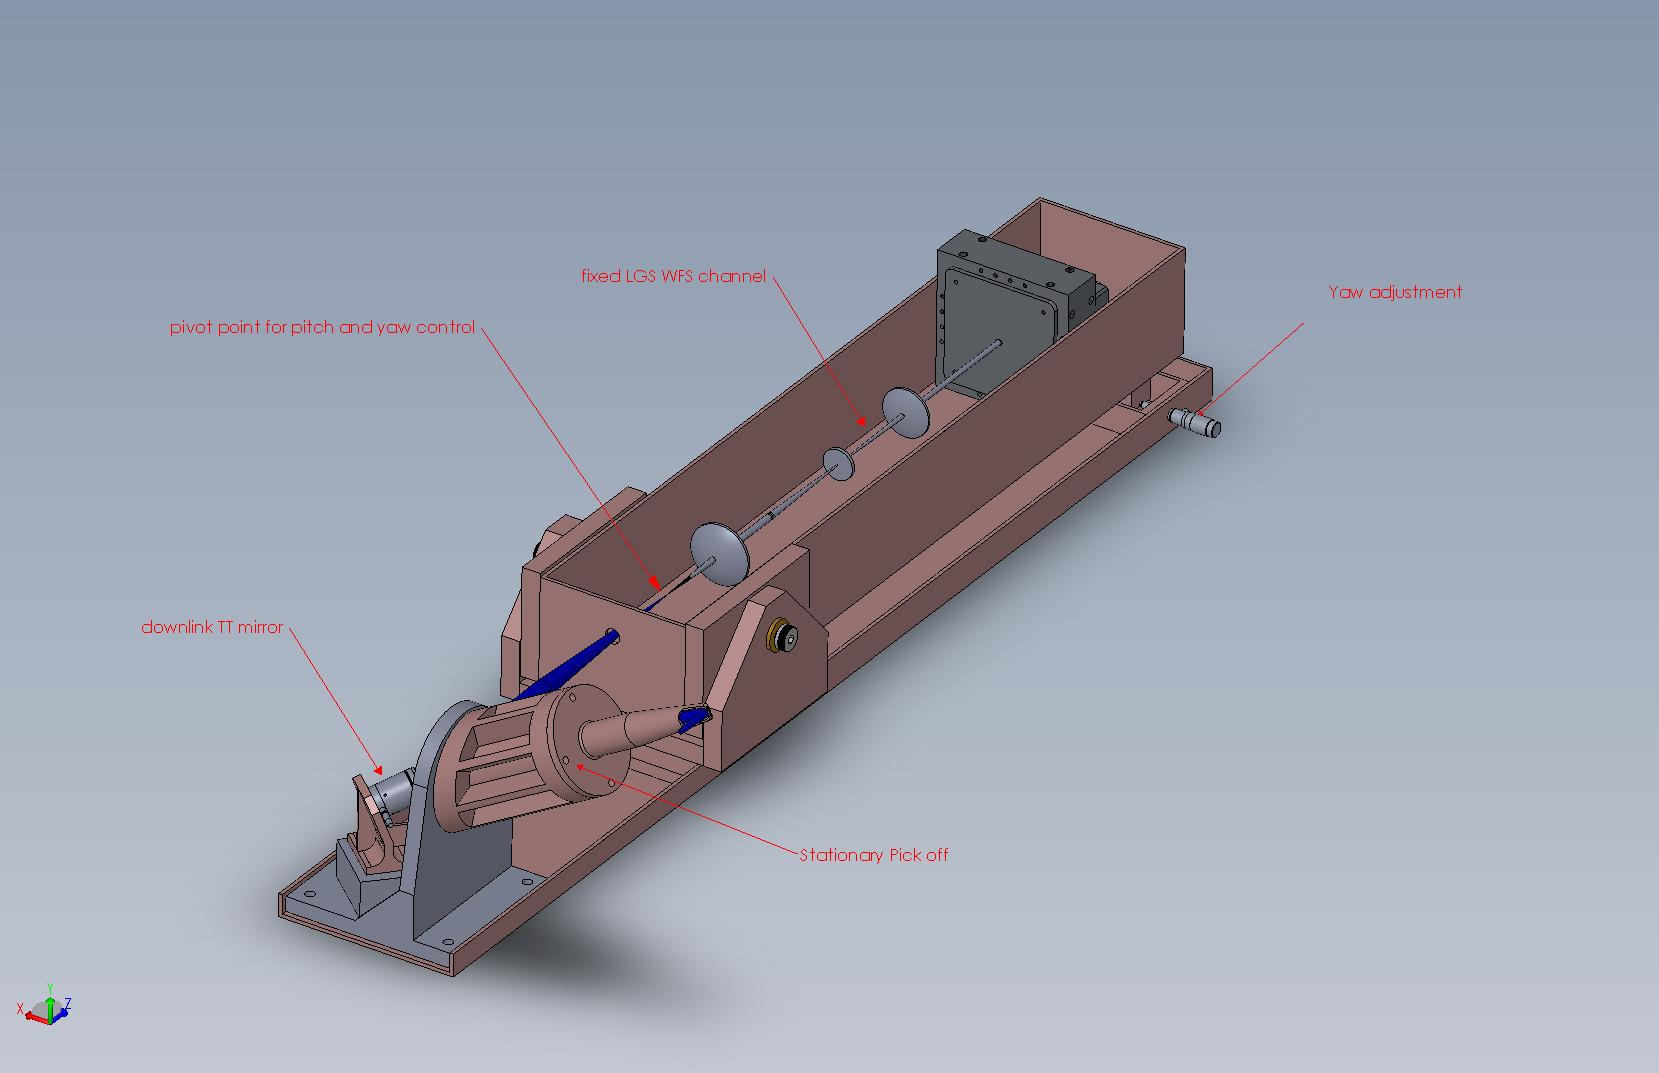 fixed LGS WFS channel
Yaw adjustment
pivot point for pitch and yaw control
downlink TT mirror
Stationary Pick off
Y
X
Z